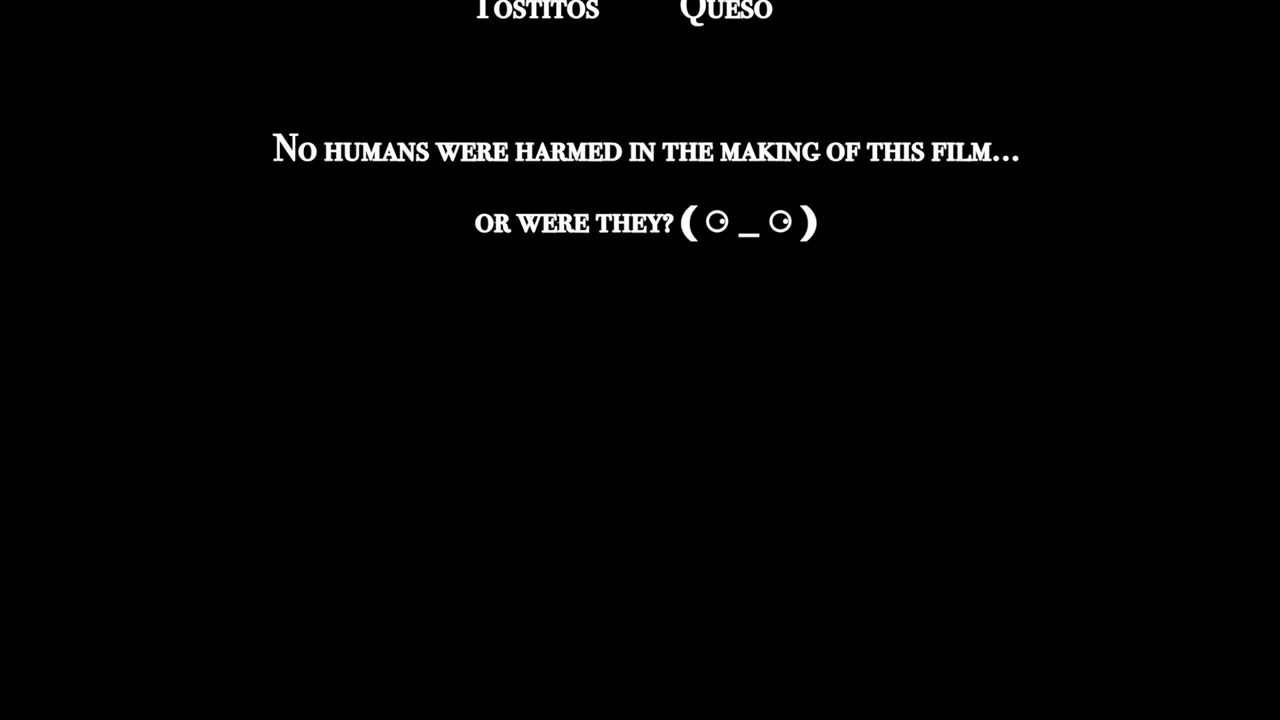 Tostitos Queso
No humans were harmed in the making of this film...
or were they? ( ⚆ _ ⚆ )